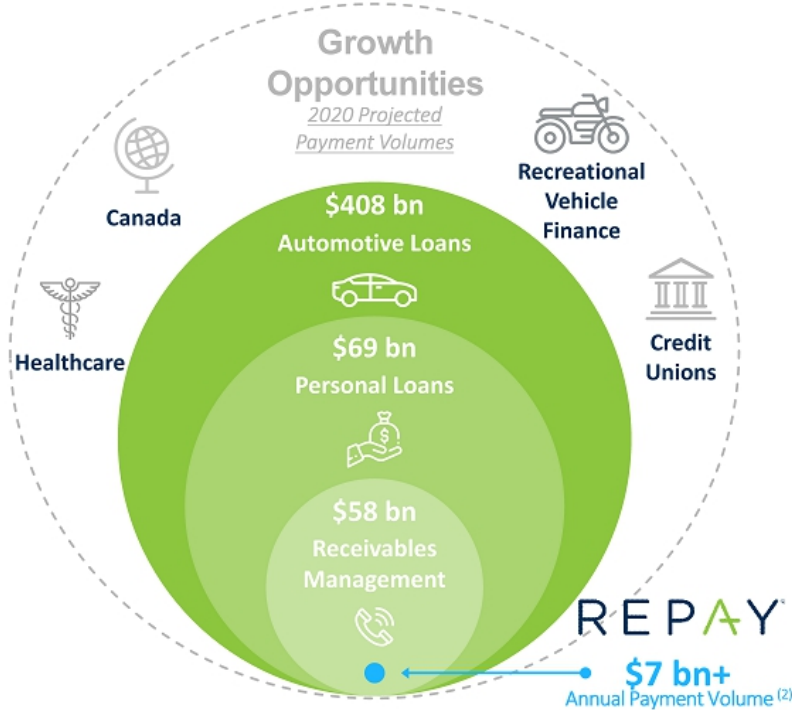 Growth
Opportunities
2020 Projected
Payment Volumes
Canada
Recreational
Vehicle
Finance
Healthcare
Credit
Unions
$408 bn
Automotive Loans
$69 bn
Personal Loans
$
$58 bn
Receivables
Management
REPAY
$7 bn+
Annual Payment Volume (2)